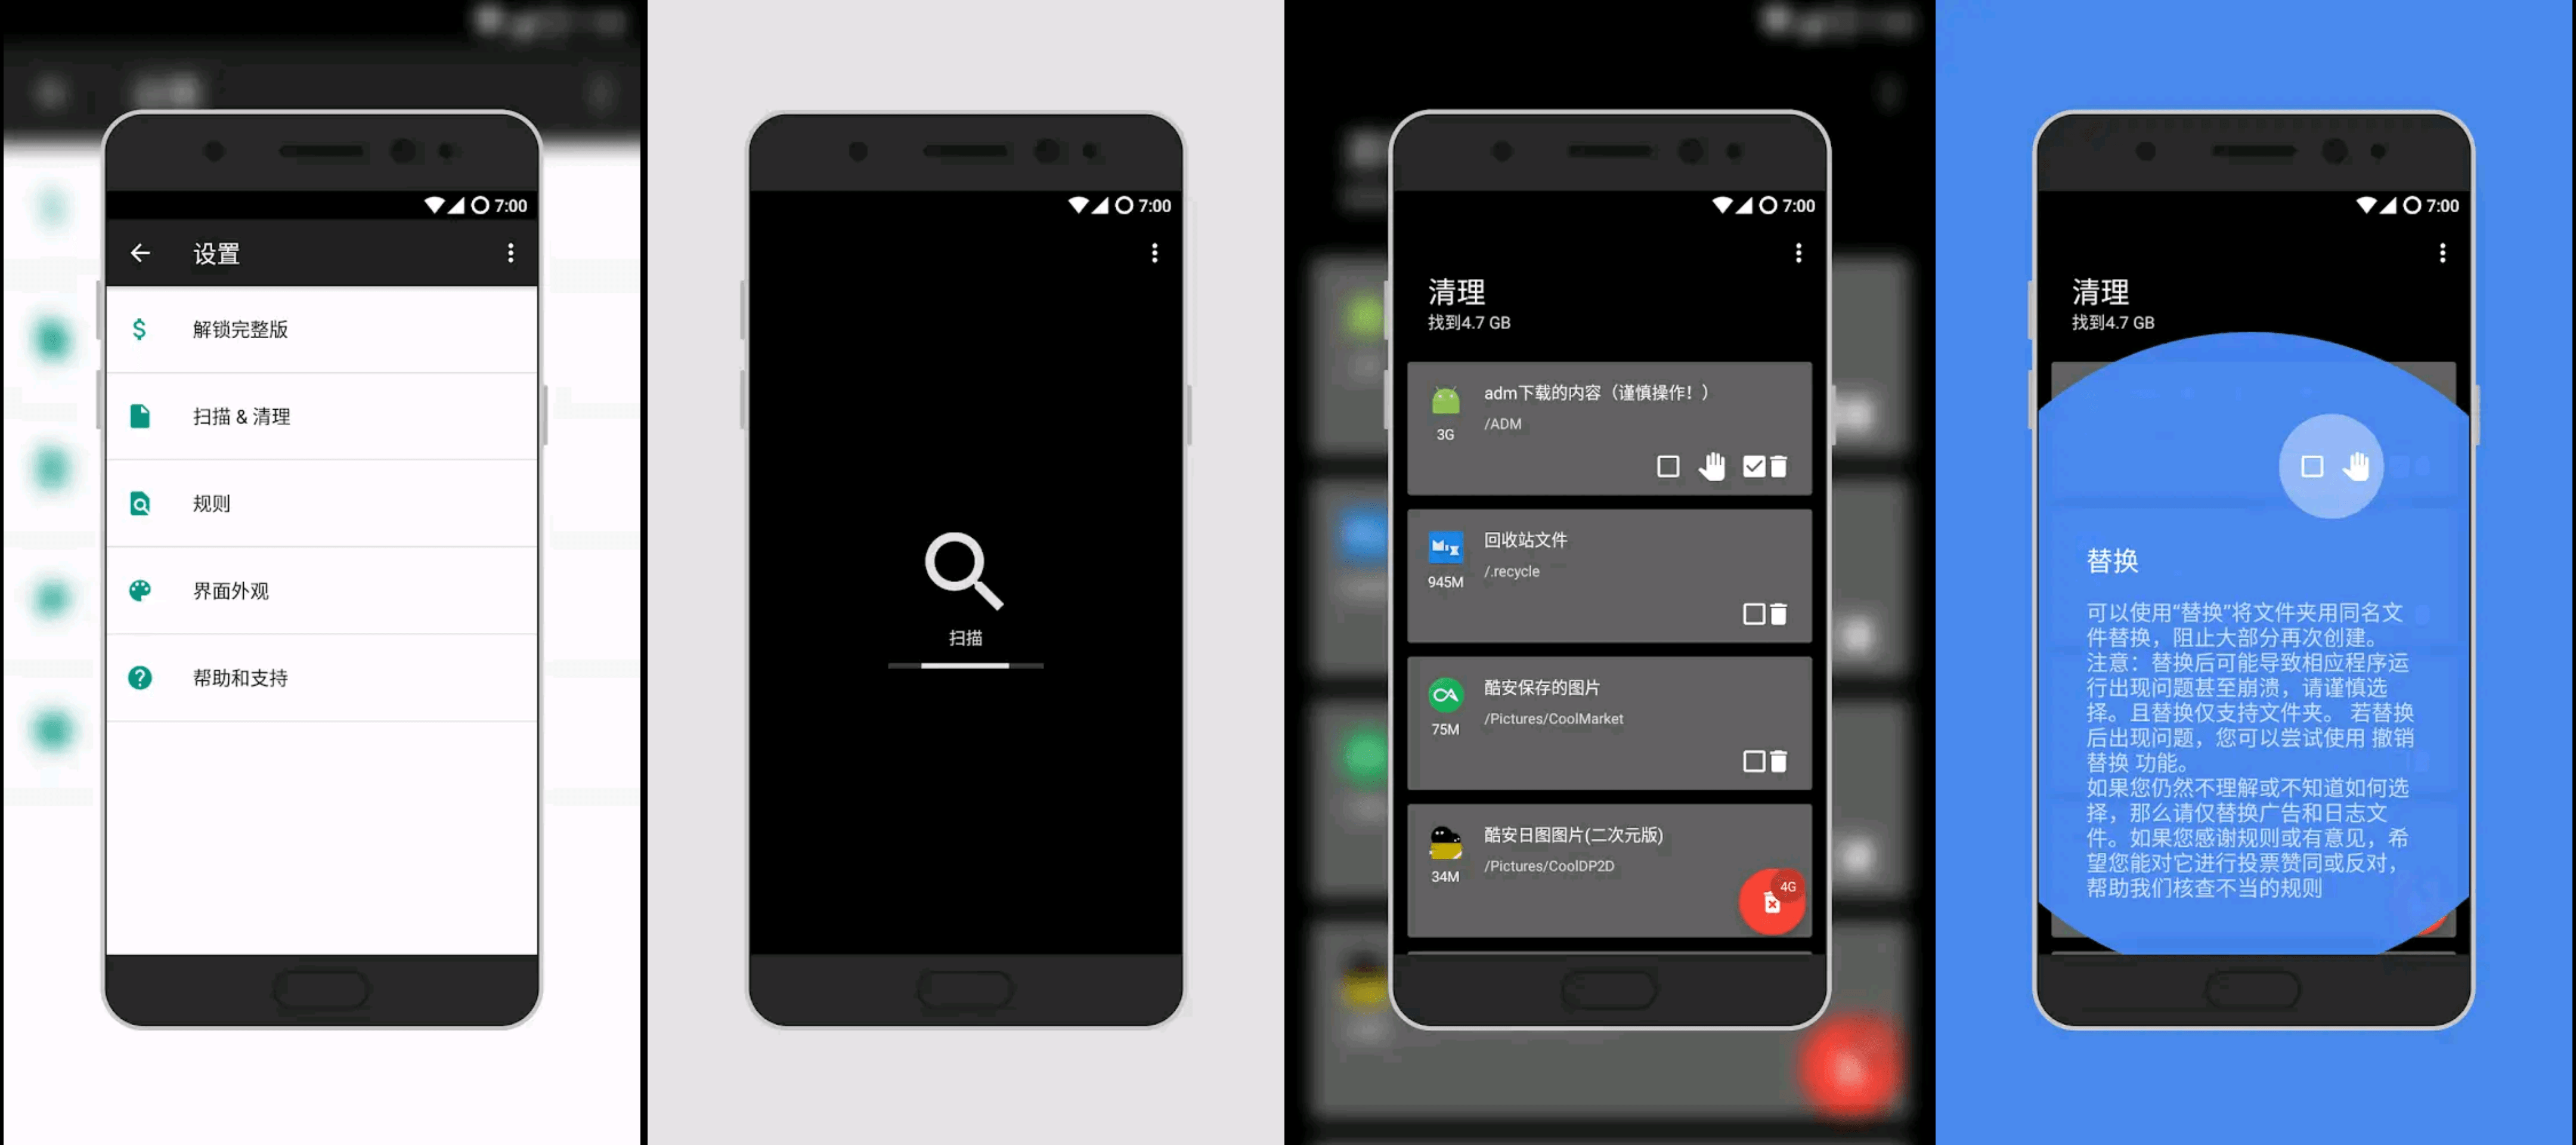 7:00
设置
解锁完整版
扫描 & 清理
规则
界面外观
帮助和支持
7:00
扫描
7:00
清理
找到4.7 GB
adm下载的内容（谨慎操作！）
/ADM
3G
回收站文件
/.recycle
945M
酷安保存的图片
/Pictures/CoolMarket
75M
酷安日图图片(二次元版)
/Pictures/CoolDP2D
34M
4G
7:00
清理
找到4.7 GB
替换
可以使用“替换”将文件夹用同名文
件替换，阻止大部分再次创建。
注意：替换后可能导致相应程序运
行出现问题甚至崩溃，请谨慎选
择。且替换仅支持文件夹。 若替换
后出现问题，您可以尝试使用 撤销
替换 功能。
如果您仍然不理解或不知道如何选
择，那么请仅替换广告和日志文
件。如果您感谢规则或有意见，希
望您能对它进行投票赞同或反对，
帮助我们核查不当的规则